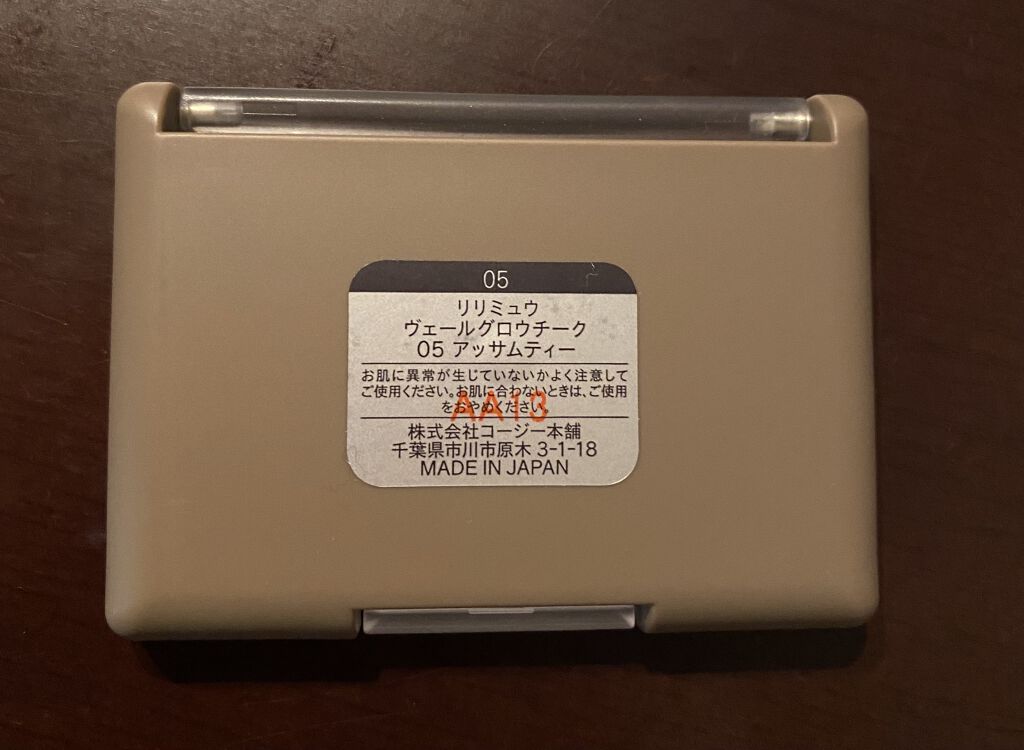 05
リリミュウ
ヴェールグロウチーク
05 アッサムティー
お肌に異常が生じていないかよく注意して
ご使用ください。お肌に合わないときは、ご使用
をおやめください。
AA13
株式会社コージー本舗
千葉県市川市原木 3-1-18
MADE IN JAPAN